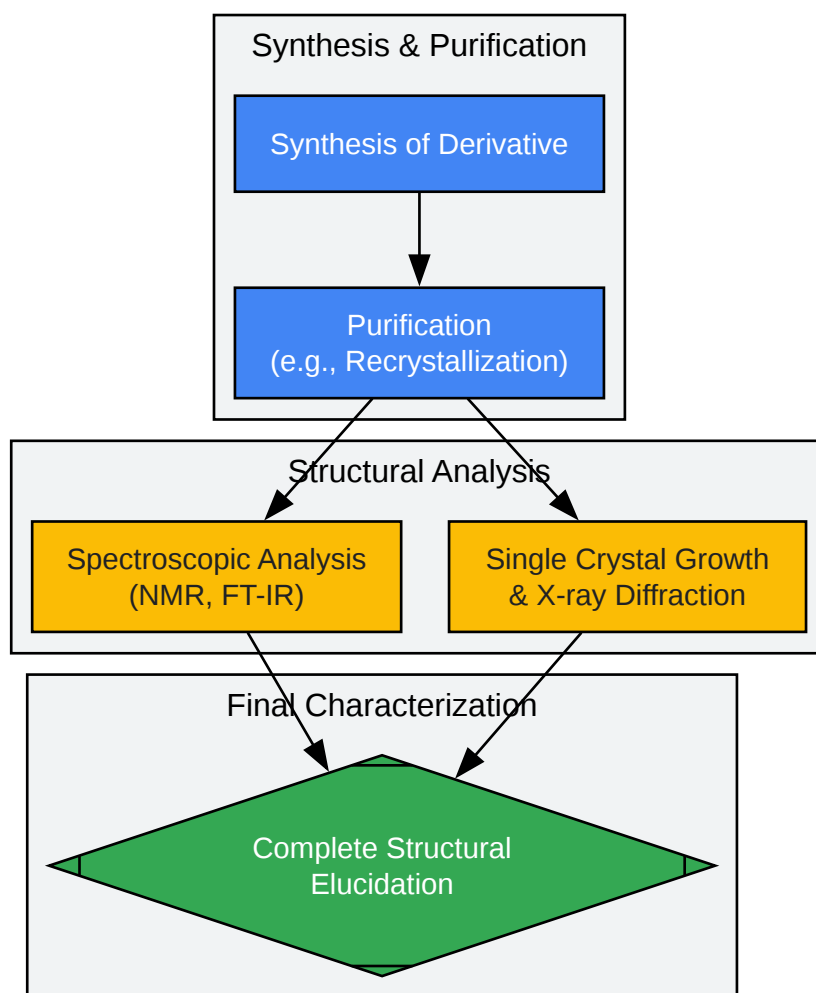 Synthesis & Purification
Synthesis of Derivative
Purification
(e.g., Recrystallization)
Structural Analysis
Spectroscopic Analysis
(NMR, FT-IR)
Single Crystal Growth
& X-ray Diffraction
Final Characterization
Complete Structural
Elucidation